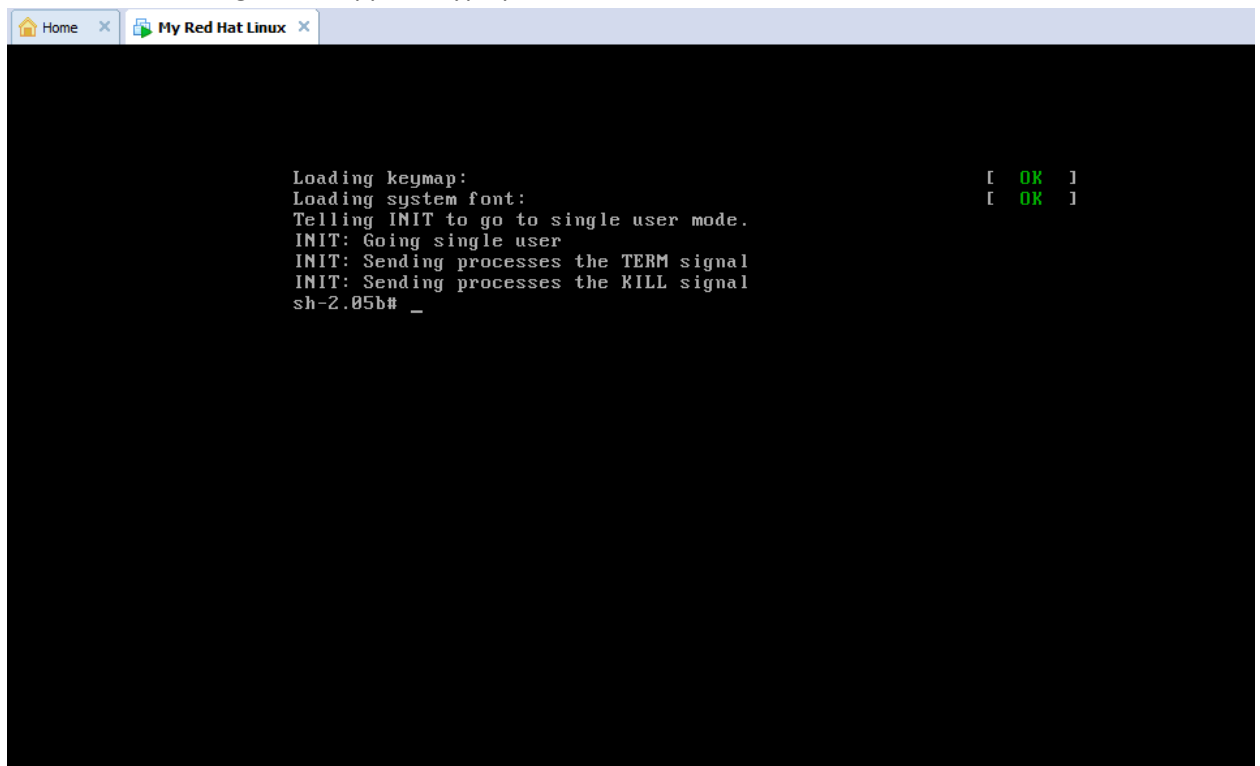 Home × My Red Hat Linux ×
Loading keymap: [ OK ]
Loading system font: [ OK ]
Telling INIT to go to single user mode.
INIT: Going single user
INIT: Sending processes the TERM signal
INIT: Sending processes the KILL signal
sh-2.05b# _